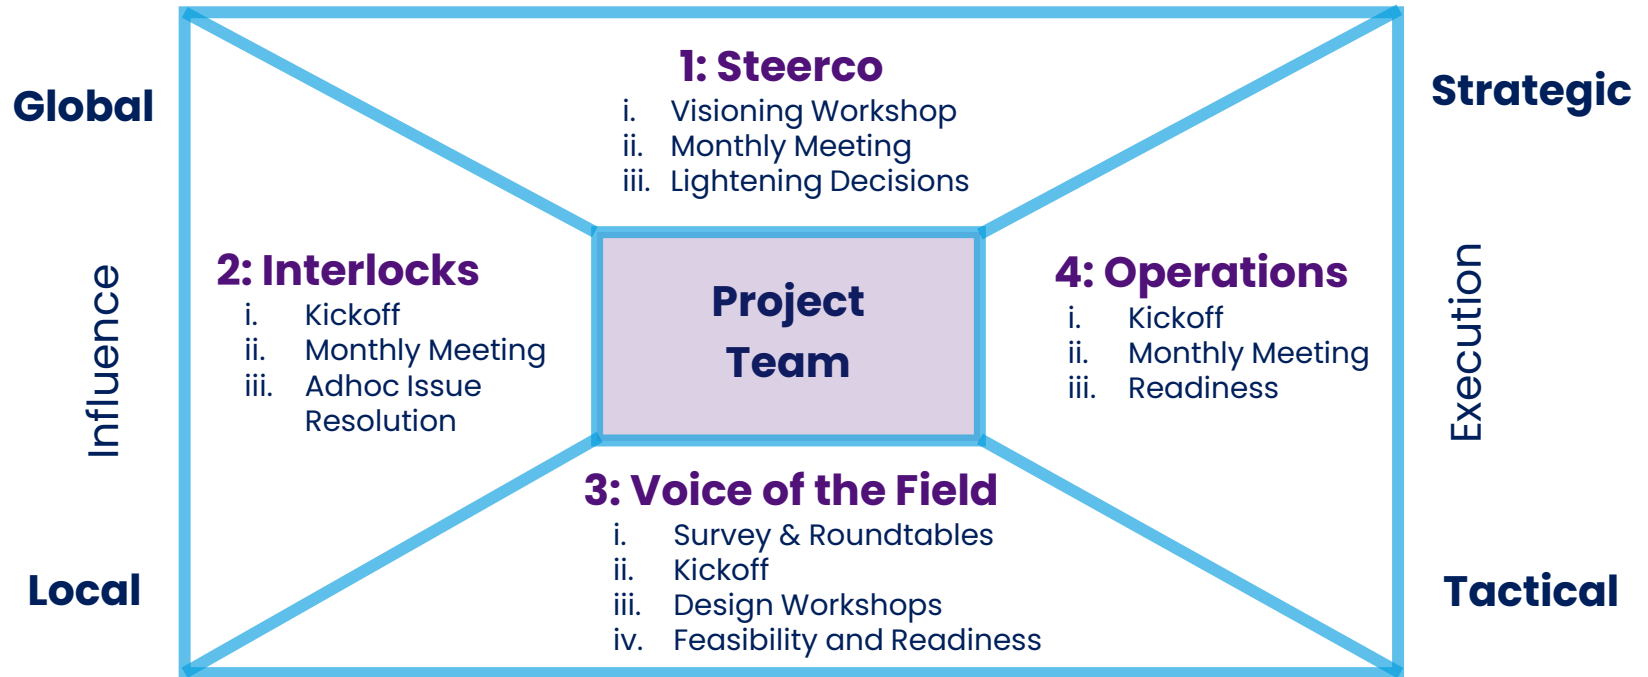 Global
Influence
Local
1: Steerco
i. Visioning Workshop
ii. Monthly Meeting
iii. Lightening Decisions
2: Interlocks
i. Kickoff
ii. Monthly Meeting
iii. Adhoc Issue
Resolution
Project
Team
4: Operations
i. Kickoff
ii. Monthly Meeting
iii. Readiness
3: Voice of the Field
i. Survey & Roundtables
ii. Kickoff
iii. Design Workshops
iv. Feasibility and Readiness
Strategic
Execution
Tactical